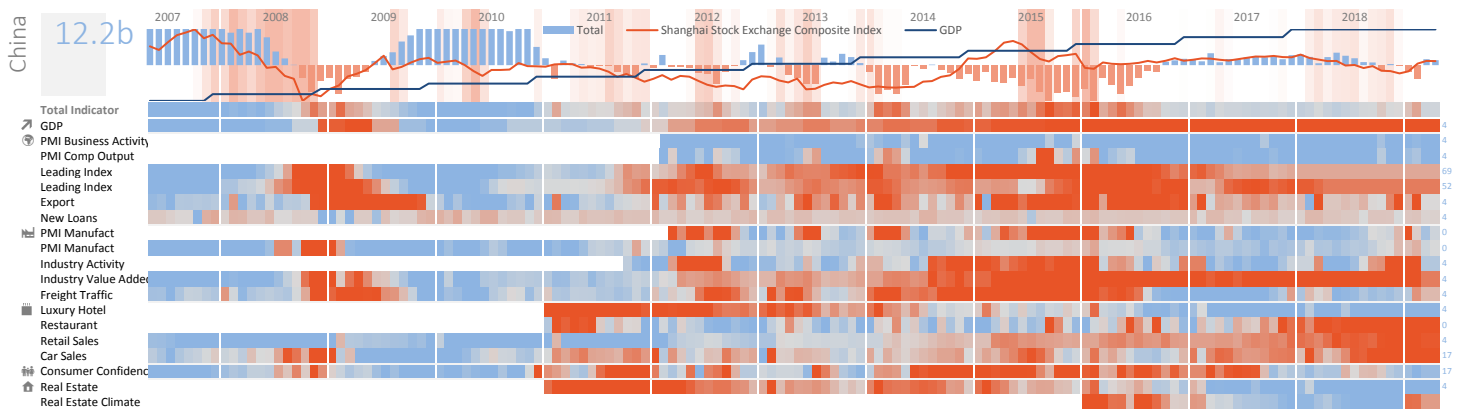 China
12.2b
2007 2008 2009 2010 2011 2012 2013 2014 2015 2016 2017 2018
Total Shanghai Stock Exchange Composite Index GDP
Total Indicator
GDP 4
PMI Business Activity 4
PMI Comp Output 4
Leading Index 69
Leading Index 52
Export 4
New Loans 4
PMI Manufact 0
PMI Manufact 0
Industry Activity 4
Industry Value Added 4
Freight Traffic 4
Luxury Hotel 4
Restaurant 0
Retail Sales
Car Sales 17
Consumer Confidenc 17
Real Estate 4
Real Estate Climate